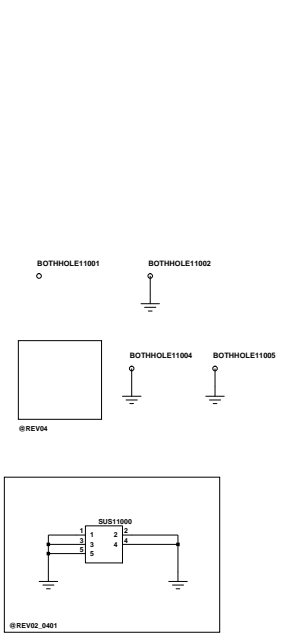 BOTHHOLE11001 BOTHHOLE11002
BOTHHOLE11004 BOTHHOLE11005
@REV04
SUS11000
1 1 2 2
3 3 4 4
5 5
@REV02_0401